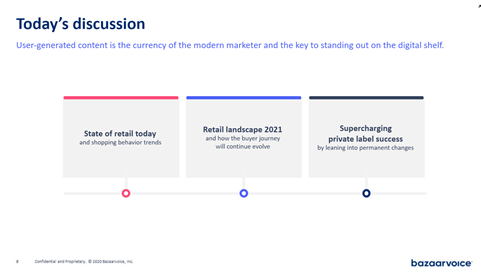 Today's discussion
User-generated content is the currency of the modern marketer and the key to standing out on the digital shelf.
State of retail today
and shopping behavior trends
Retail landscape 2021
and how the buyer journey
will continue evolve
Supercharging
private label success
by leaning into permanent changes
Confidential and Proprietary. © 2020 Bazaarvoice, Inc.
bazaarvoice